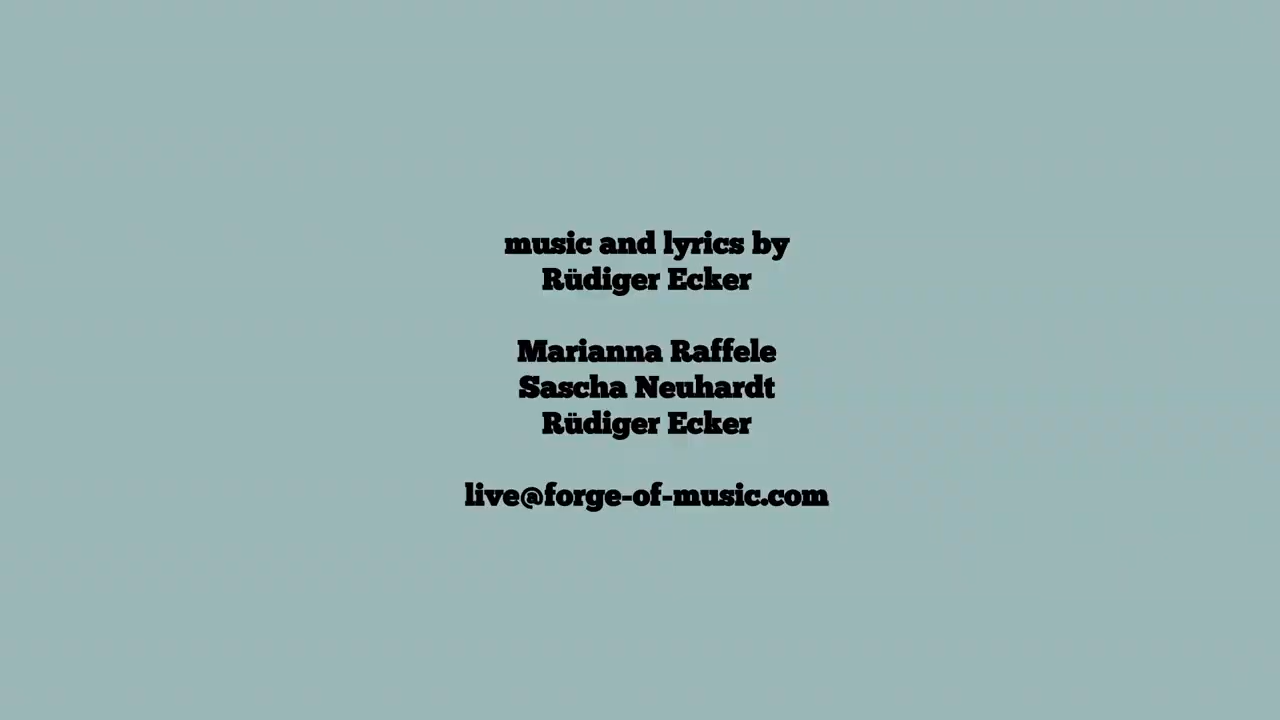 music and lyrics by
Rüdiger Ecker
Marianna Raffele
Sascha Neuhardt
Rüdiger Ecker
live@forge-of-music.com